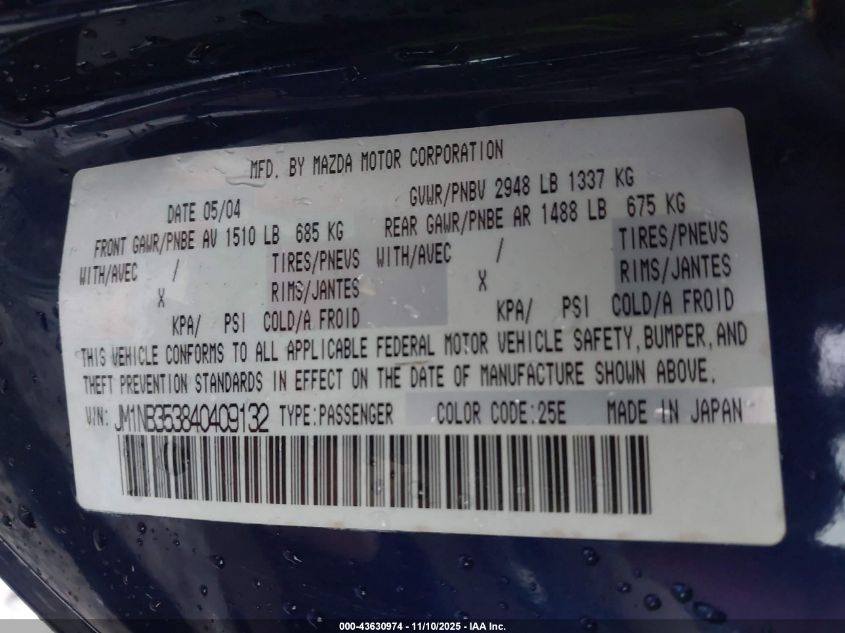 MFD. BY MAZDA MOTOR CORPORATION
DATE 05/04 GVWR/PNBV 2948 LB 1337 KG
FRONT GAWR/PNBE AV 1510 LB 685 KG REAR GAWR/PNBE AR 1488 LB 675 KG
WITH/AVEC / TIRES/PNEUS WITH/AVEC / TIRES/PNEUS
X RIMS/JANTES X RIMS/JANTES
KPA/ PSI COLD/A FROID KPA/ PSI COLD/A FROID
THIS VEHICLE CONFORMS TO ALL APPLICABLE FEDERAL MOTOR VEHICLE SAFETY, BUMPER, AND
THEFT PREVENTION STANDARDS IN EFFECT ON THE DATE OF MANUFACTURE SHOWN ABOVE.
VIN: JM1NB353840409132 TYPE:PASSENGER COLOR CODE:25E MADE IN JAPAN
000-43630974 - 11/10/2025 - IAA Inc.